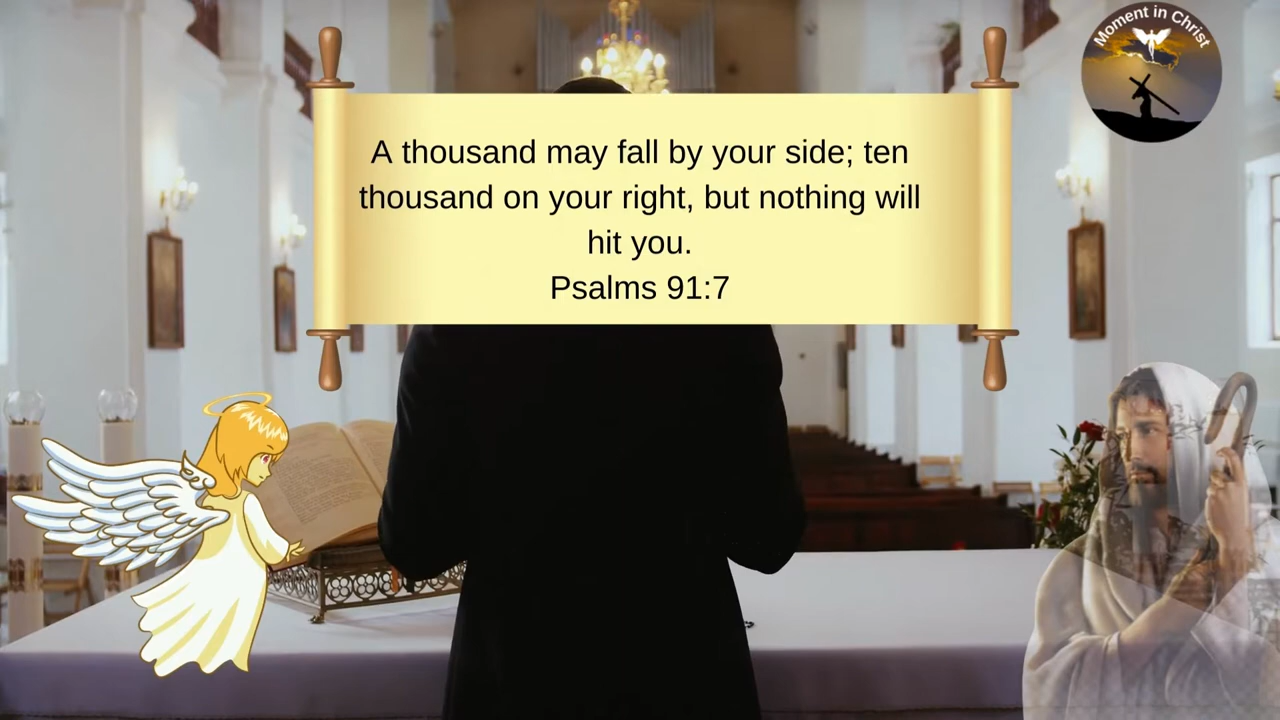 Moment in Christ
A thousand may fall by your side; ten
thousand on your right, but nothing will
hit you.
Psalms 91:7